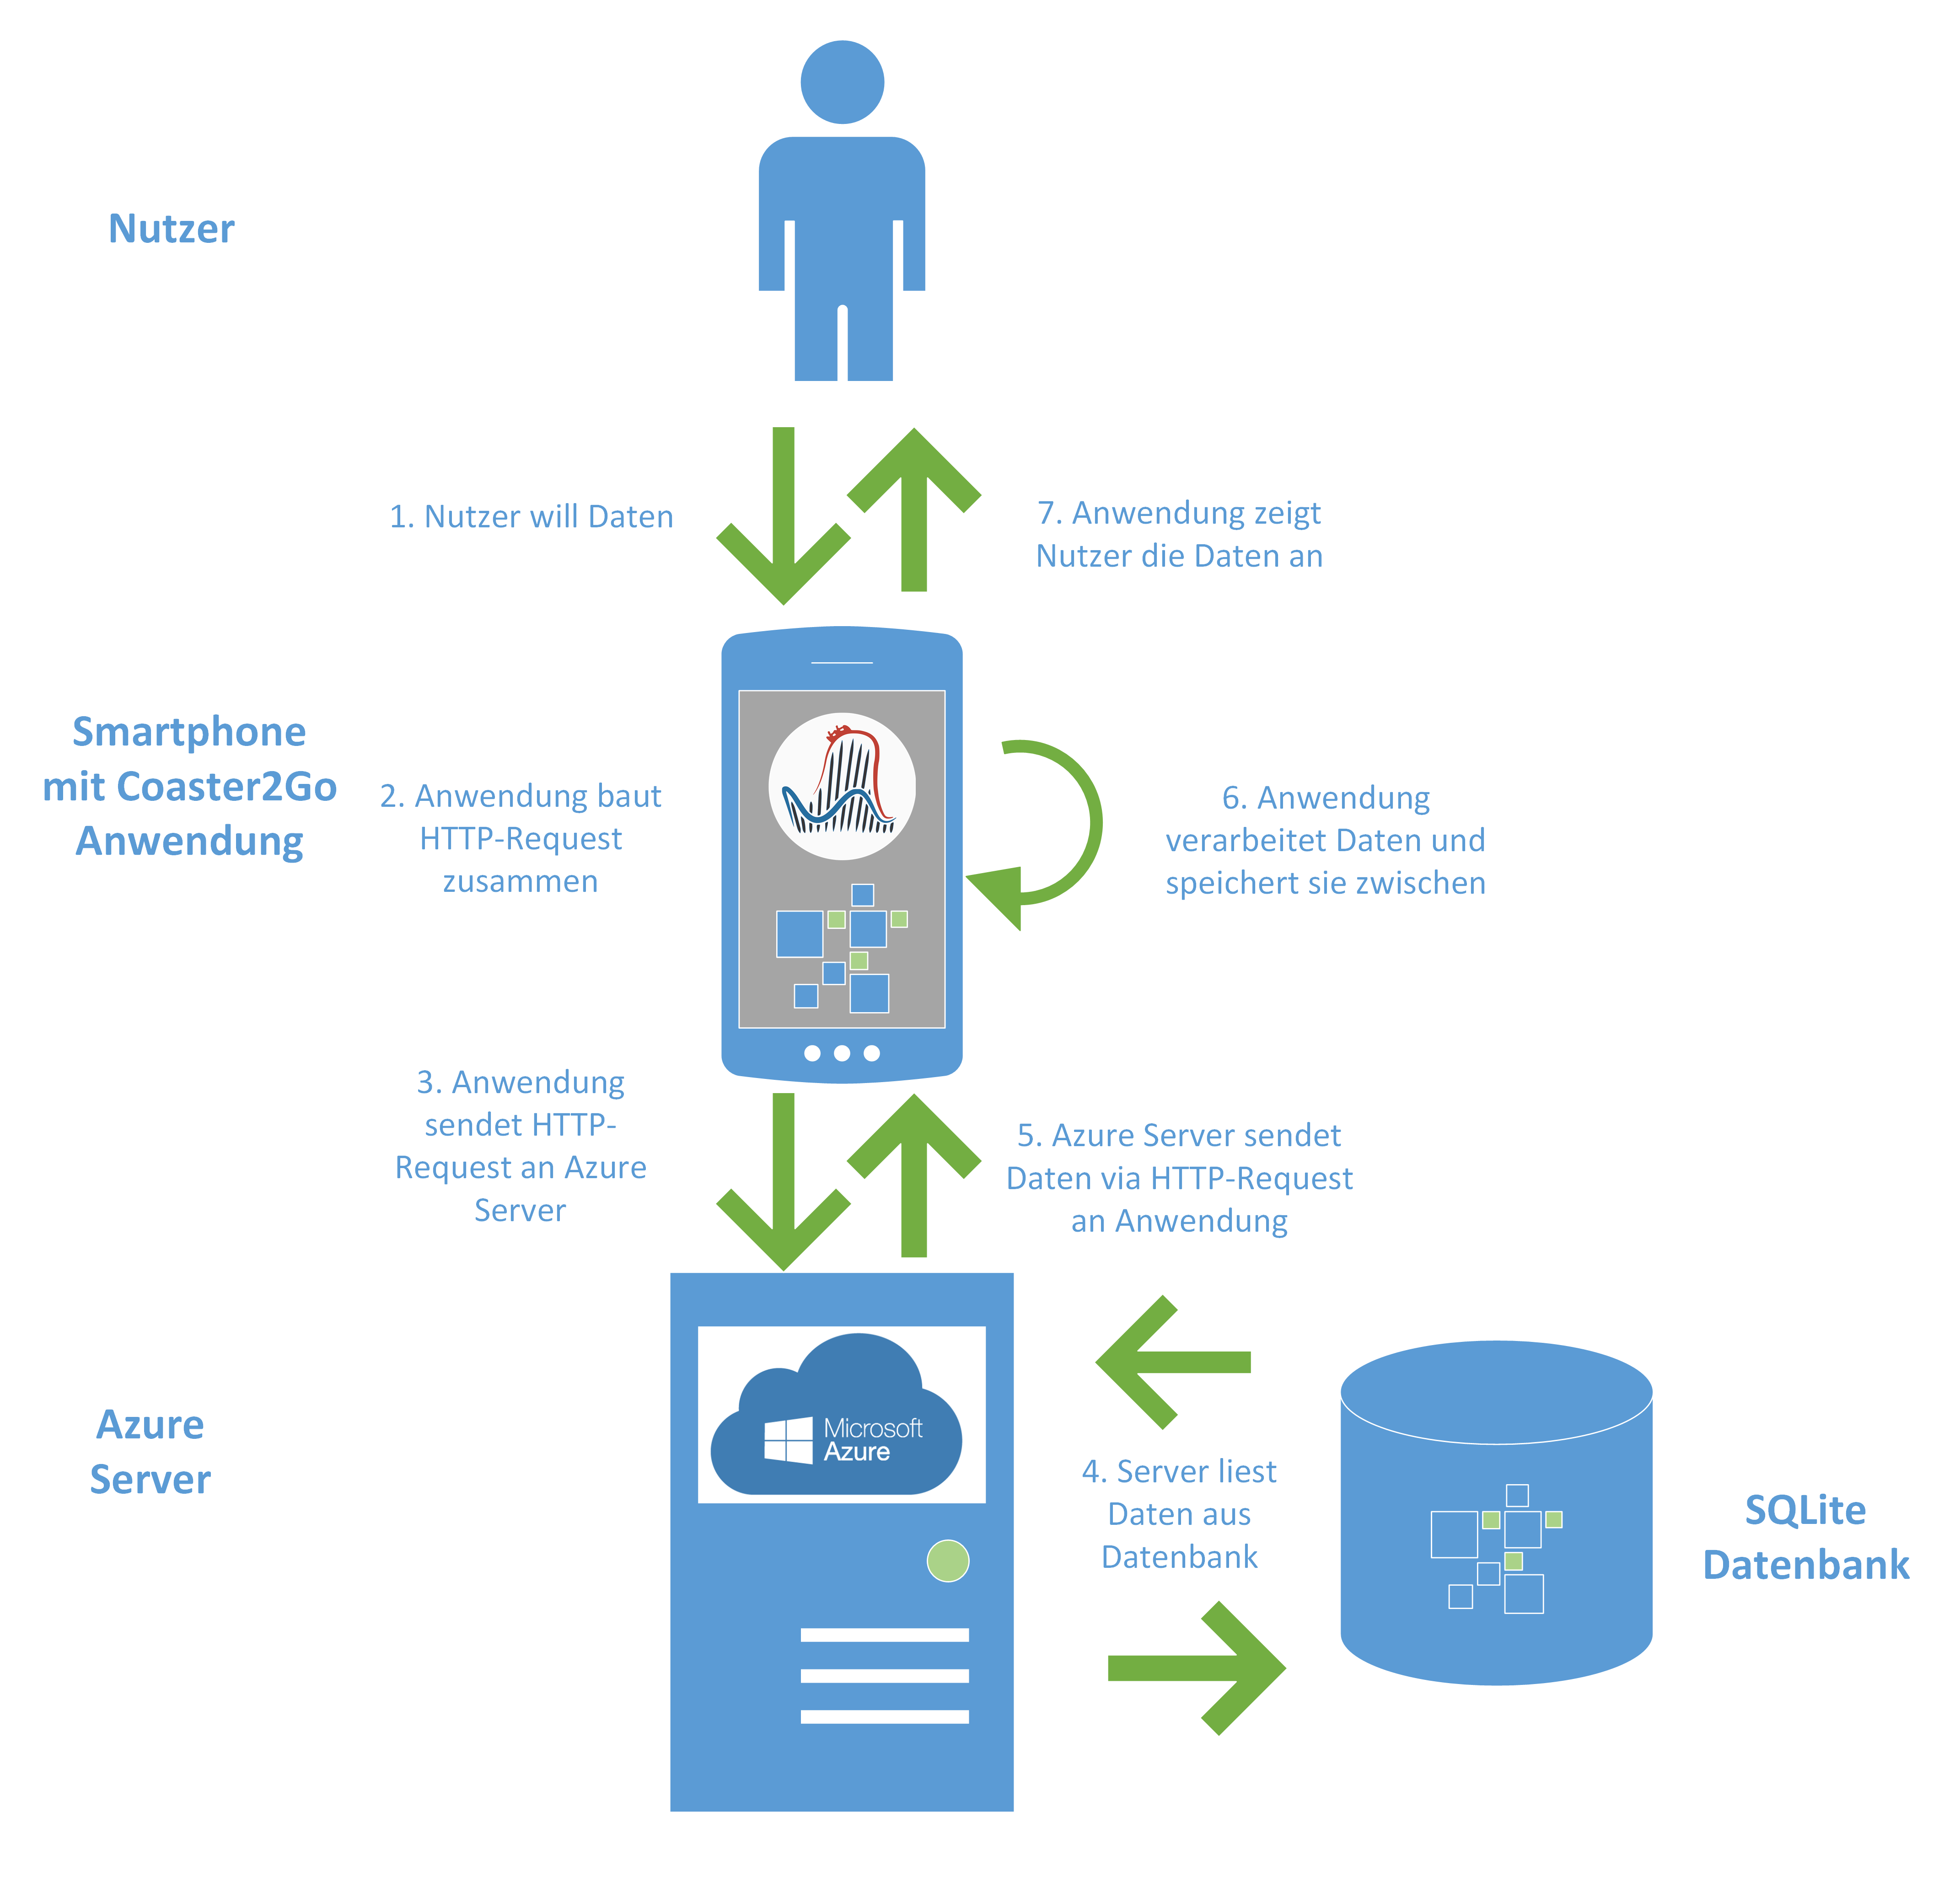 Nutzer
1. Nutzer will Daten
7. Anwendung zeigt
Nutzer die Daten an
Smartphone
mit Coaster2Go
Anwendung
2. Anwendung baut
HTTP-Request
zusammen
6. Anwendung
verarbeitet Daten und
speichert sie zwischen
3. Anwendung
sendet HTTP-
Request an Azure
Server
5. Azure Server sendet
Daten via HTTP-Request
an Anwendung
Azure
Server
Microsoft
Azure
4. Server liest
Daten aus
Datenbank
SQLite
Datenbank